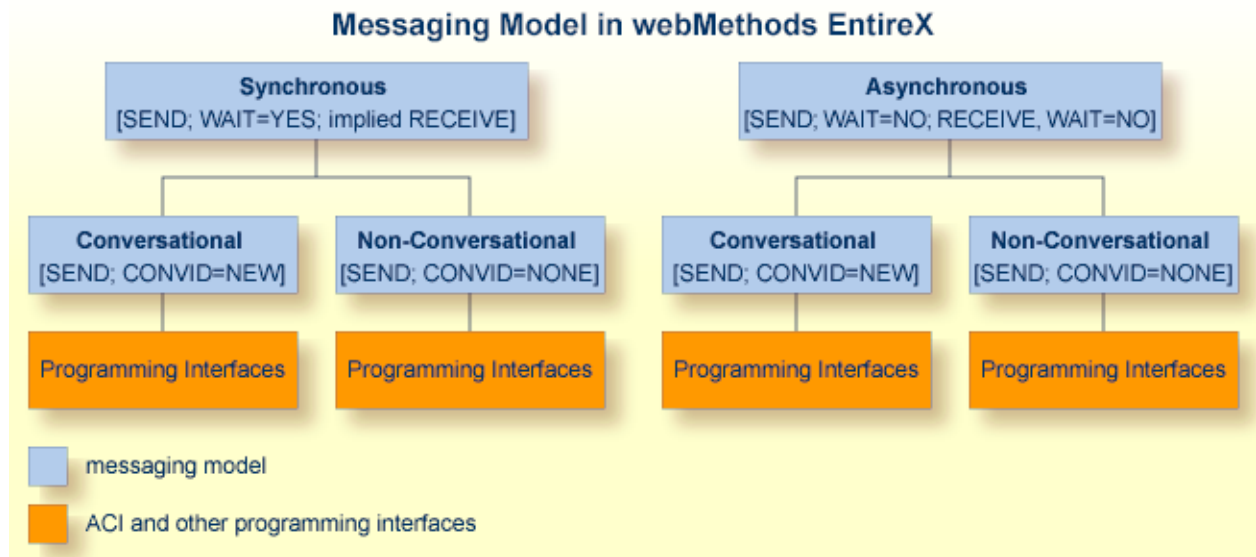 Messaging Model in webMethods EntireX
Synchronous
[SEND; WAIT=YES; implied RECEIVE]
Asynchronous
[SEND; WAIT=NO; RECEIVE, WAIT=NO]
Conversational
[SEND; CONVID=NEW]
Non-Conversational
[SEND; CONVID=NONE]
Conversational
[SEND; CONVID=NEW]
Non-Conversational
[SEND; CONVID=NONE]
Programming Interfaces
Programming Interfaces
Programming Interfaces
Programming Interfaces
messaging model
ACI and other programming interfaces